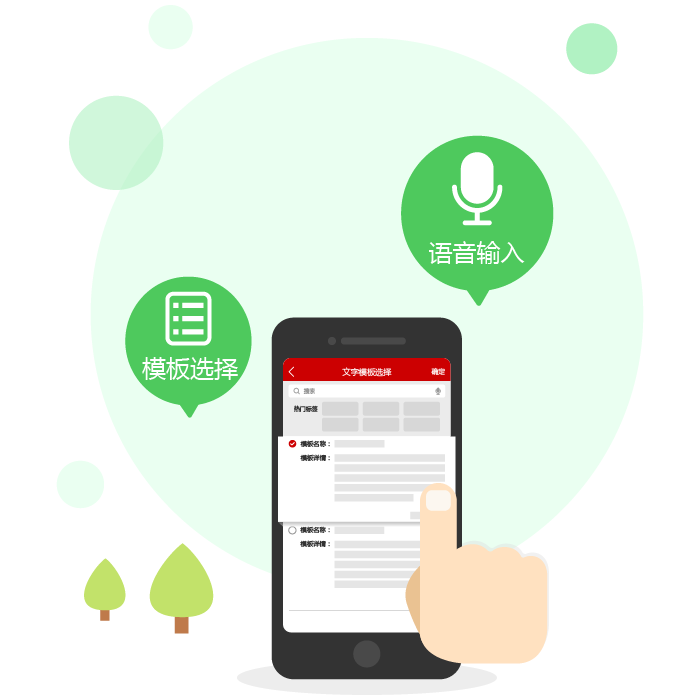 语音输入
模板选择
文字模板选择 确定
搜索
热门标签
模板名称：
模板详情：
模板名称：
模板详情：